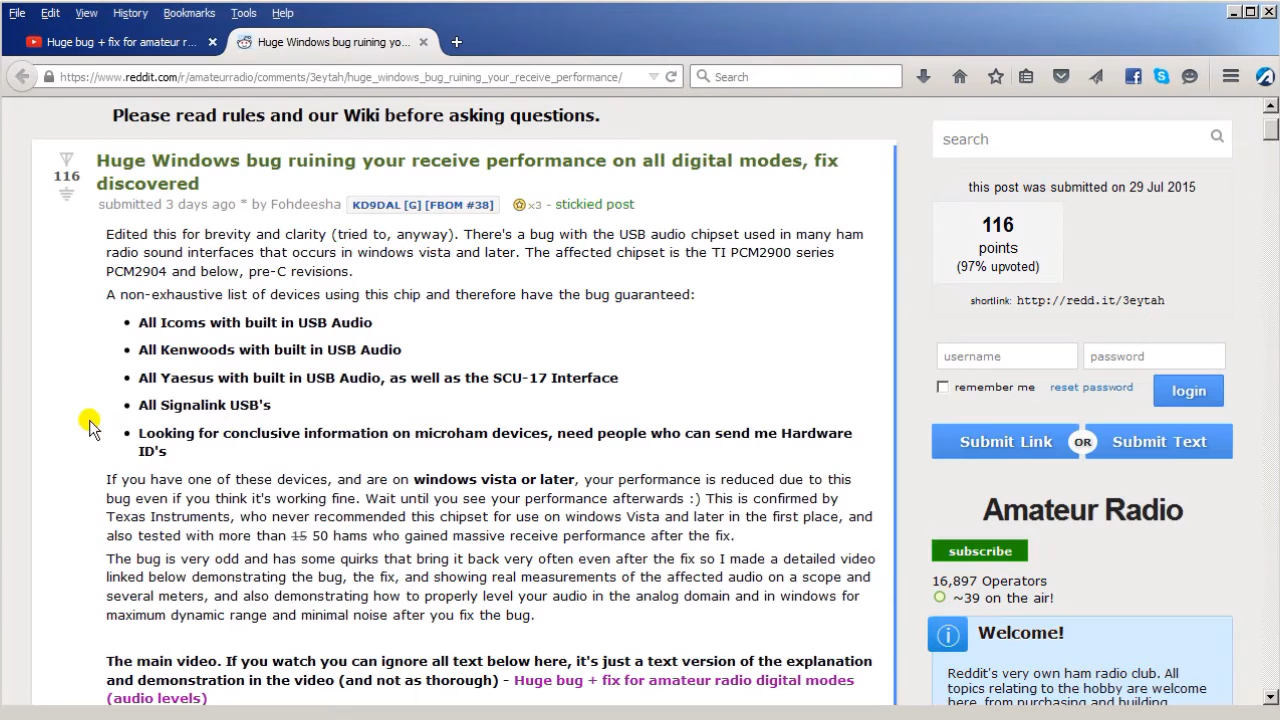 File Edit View History Bookmarks Tools Help
Huge bug + fix for amateur r... × Huge Windows bug ruining yo... ×
https://www.reddit.com/r/amateurradio/comments/3eytah/huge_windows_bug_ruining_your_receive_performance/ Search
Please read rules and our Wiki before asking questions.
116
Huge Windows bug ruining your receive performance on all digital modes, fix
discovered
submitted 3 days ago * by Fohdeesha KD9DAL [G] [FBOM #38] x3 - stickied post
Edited this for brevity and clarity (tried to, anyway). There's a bug with the USB audio chipset used in many ham
radio sound interfaces that occurs in windows vista and later. The affected chipset is the TI PCM2900 series
PCM2904 and below, pre-C revisions.
A non-exhaustive list of devices using this chip and therefore have the bug guaranteed:
• All Icoms with built in USB Audio
• All Kenwoods with built in USB Audio
• All Yaesus with built in USB Audio, as well as the SCU-17 Interface
• All Signalink USB's
• Looking for conclusive information on microham devices, need people who can send me Hardware
ID's
If you have one of these devices, and are on windows vista or later, your performance is reduced due to this
bug even if you think it's working fine. Wait until you see your performance afterwards :) This is confirmed by
Texas Instruments, who never recommended this chipset for use on windows Vista and later in the first place, and
also tested with more than 15 50 hams who gained massive receive performance after the fix.
The bug is very odd and has some quirks that bring it back very often even after the fix so I made a detailed video
linked below demonstrating the bug, the fix, and showing real measurements of the affected audio on a scope and
several meters, and also demonstrating how to properly level your audio in the analog domain and in windows for
maximum dynamic range and minimal noise after you fix the bug.
The main video. If you watch you can ignore all text below here, it's just a text version of the explanation
and demonstration in the video (and not as thorough) - Huge bug + fix for amateur radio digital modes
(audio levels)
search
this post was submitted on 29 Jul 2015
116
points
(97% upvoted)
shortlink: http://redd.it/3eytah
username password
remember me reset password login
Submit Link OR Submit Text
Amateur Radio
subscribe
16,897 Operators
~39 on the air!
Welcome!
Reddit's very own ham radio club. All
topics relating to the hobby are welcome
here, from purchasing and building